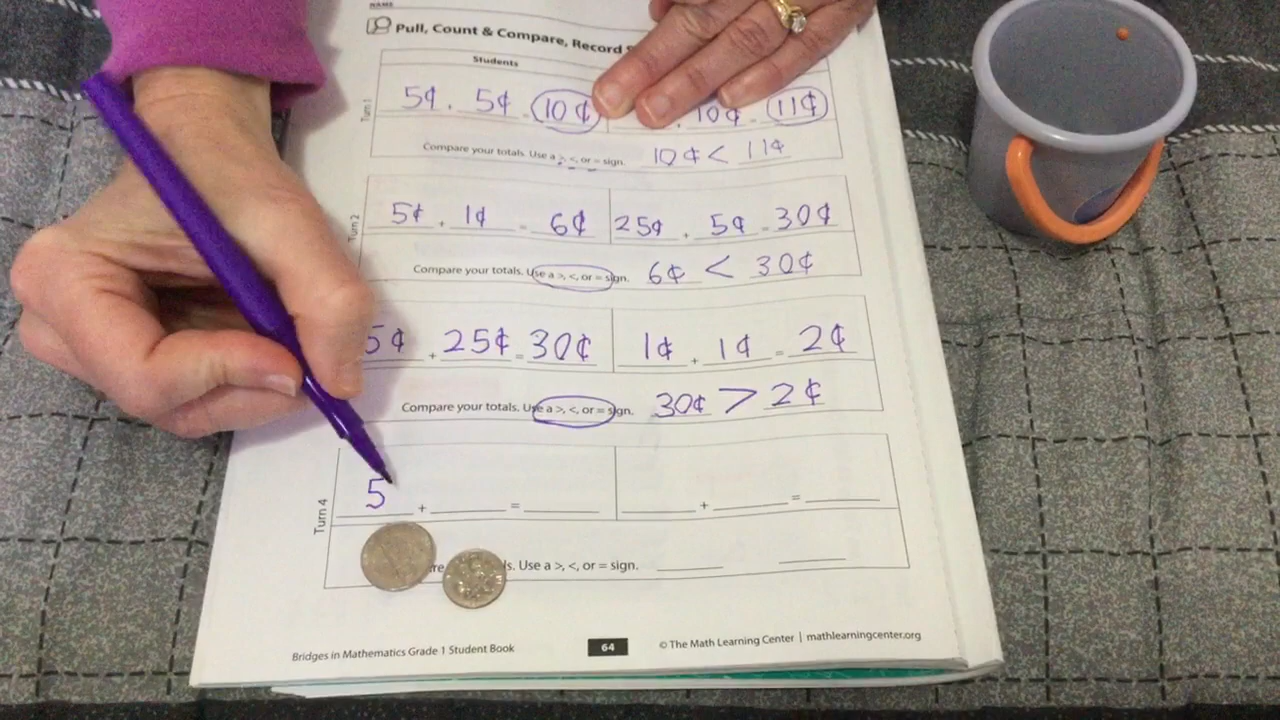 NAME
Pull, Count & Compare, Record
Students
Turn 1
5¢ + 5¢ = 10¢
10¢ = 11¢
Compare your totals. Use a >, <, or = sign. 10¢ < 11¢
Turn 2
5¢ + 1¢ = 6¢ 25¢ + 5¢ = 30¢
Compare your totals. Use a >, <, or = sign. 6¢ < 30¢
5¢ + 25¢ = 30¢ 1¢ + 1¢ = 2¢
Compare your totals. Use a >, <, or = sign. 30¢ > 2¢
Turn 4
5 + = + =
ls. Use a >, <, or = sign.
Bridges in Mathematics Grade 1 Student Book 64 © The Math Learning Center | mathlearningcenter.org